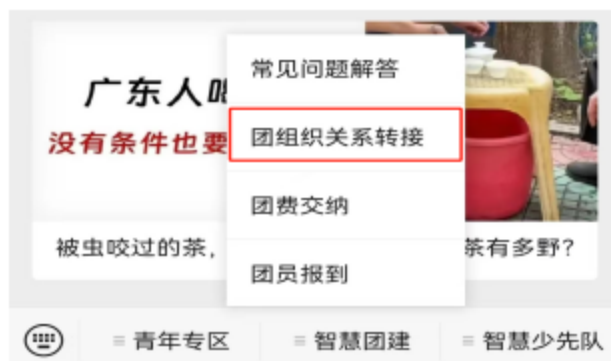 常见问题解答
广东人
没有条件也要
团组织关系转接
团费交纳
被虫咬过的茶,
茶有多野?
团员报到
青年专区
智慧团建
智慧少先队